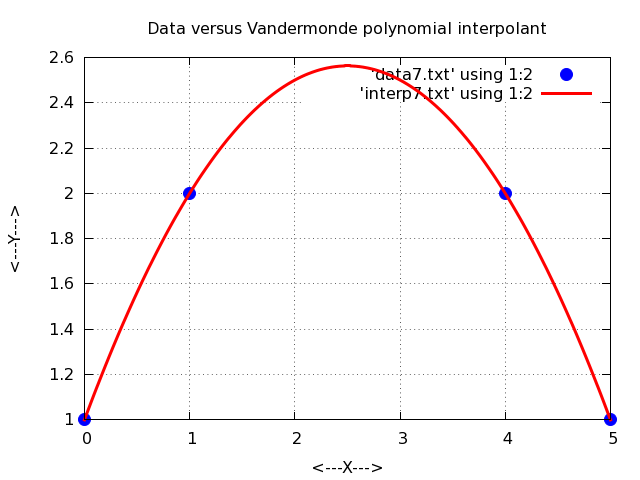 Data versus Vandermonde polynomial interpolant
2.6
'data7.txt' using 1:2
'interp7.txt' using 1:2
2.4
2.2
2
1.8
1.6
1.4
1.2
1
0 1 2 3 4 5
<---Y--->
<---X--->